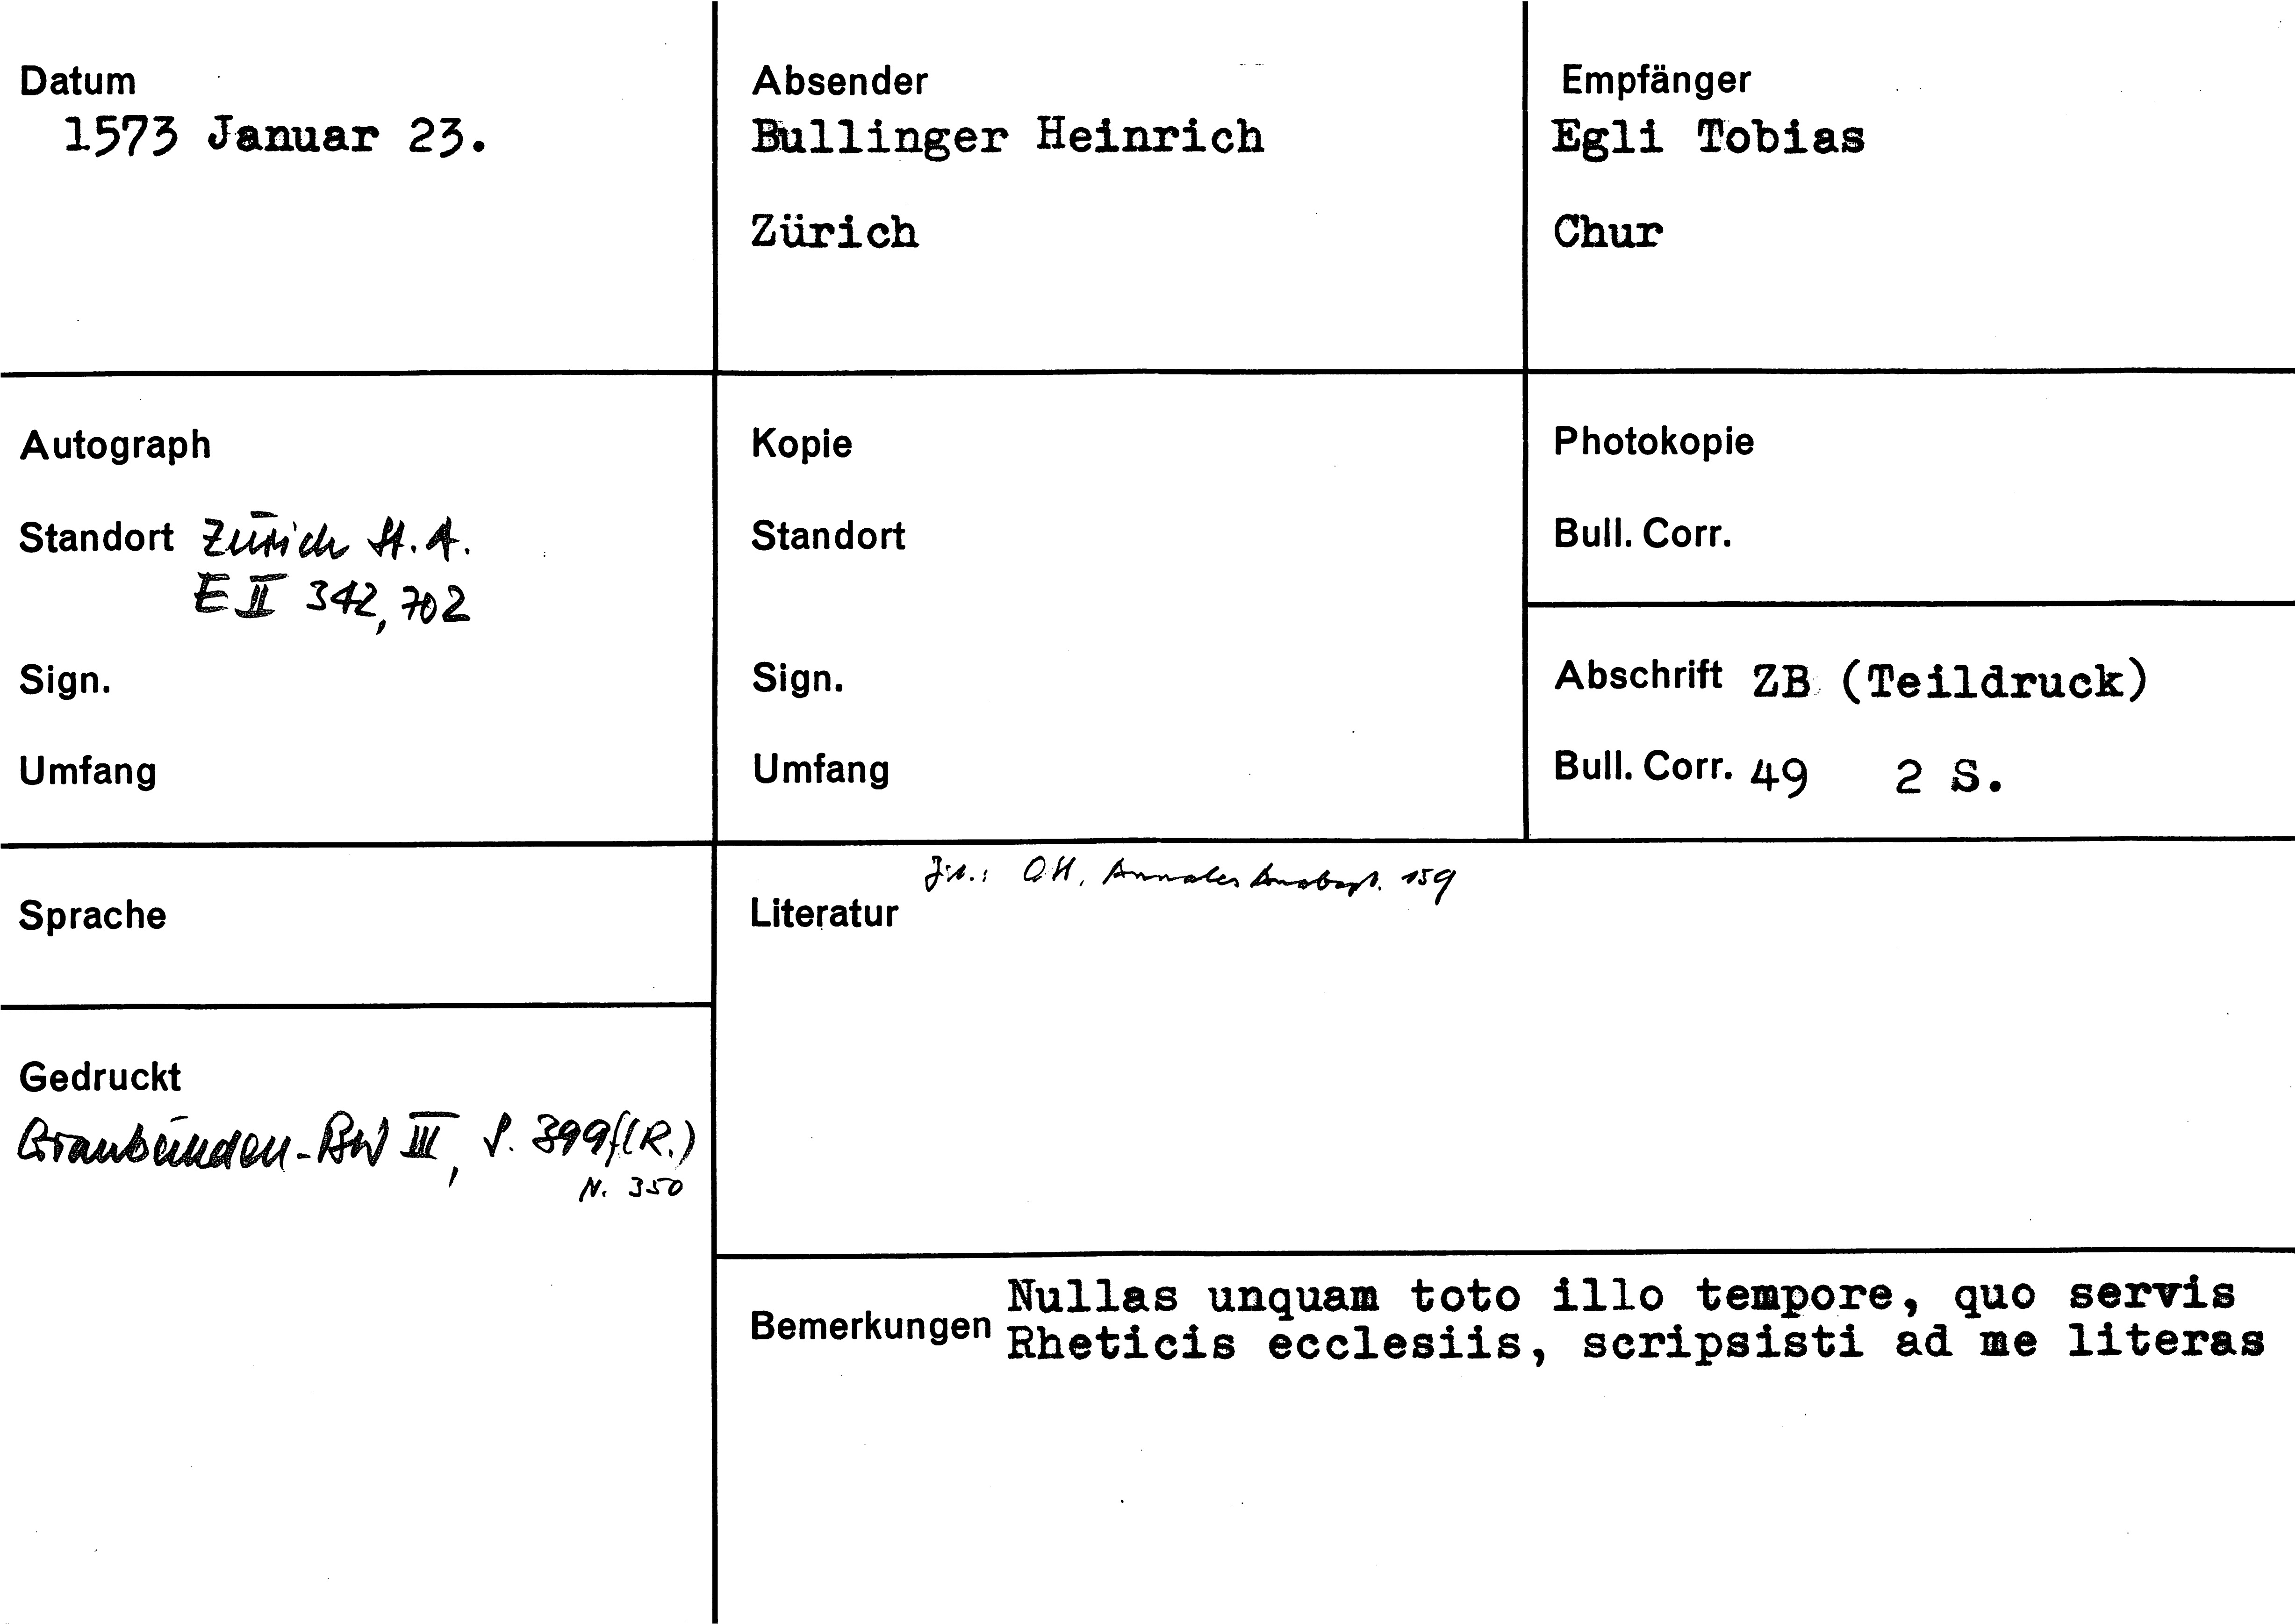 Datum
1573 Januar 23.
Absender
Bullinger Heinrich
Zürich
Empfänger
Egli Tobias
Chur
Autograph
Standort Zürich St. A.
E II 342, 702
Sign.
Umfang
Kopie
Standort
Sign.
Umfang
Photokopie
Bull. Corr.
Abschrift ZB (Teildruck)
Bull. Corr. 49 2 S.
Sprache
Gedruckt
Graubünden-BW III, S. 399f(R.)
N. 350
OH, Annales Anabapt. 159
Literatur
Bemerkungen
Nullas unquam toto illo tempore, quo servis
Rheticis ecclesiis, scripsisti ad me literas